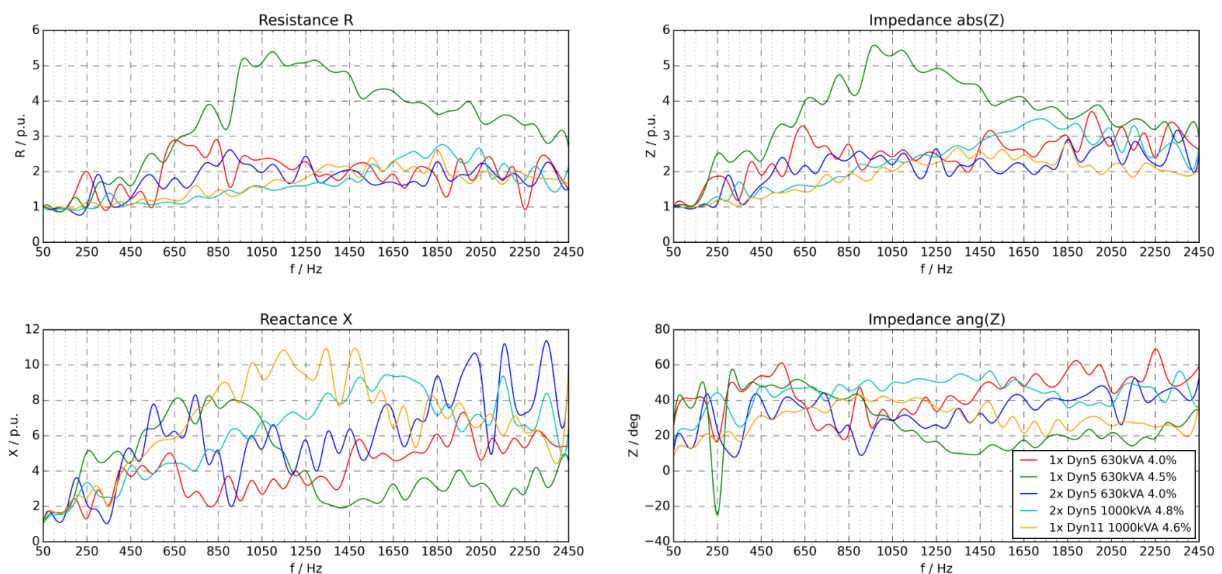 Resistance R
6
5
4
3
2
1
0
R / p.u.
50 250 450 650 850 1050 1250 1450 1650 1850 2050 2250 2450
f / Hz
Impedance abs(Z)
6
5
4
3
2
1
0
Z / p.u.
50 250 450 650 850 1050 1250 1450 1650 1850 2050 2250 2450
f / Hz
Reactance X
12
10
8
6
4
2
0
X / p.u.
50 250 450 650 850 1050 1250 1450 1650 1850 2050 2250 2450
f / Hz
Impedance ang(Z)
80
60
40
20
0
−20
−40
Z / deg
50 250 450 650 850 1050 1250 1450 1650 1850 2050 2250 2450
f / Hz
1x Dyn5 630kVA 4.0%
1x Dyn5 630kVA 4.5%
2x Dyn5 630kVA 4.0%
2x Dyn5 1000kVA 4.8%
1x Dyn11 1000kVA 4.6%